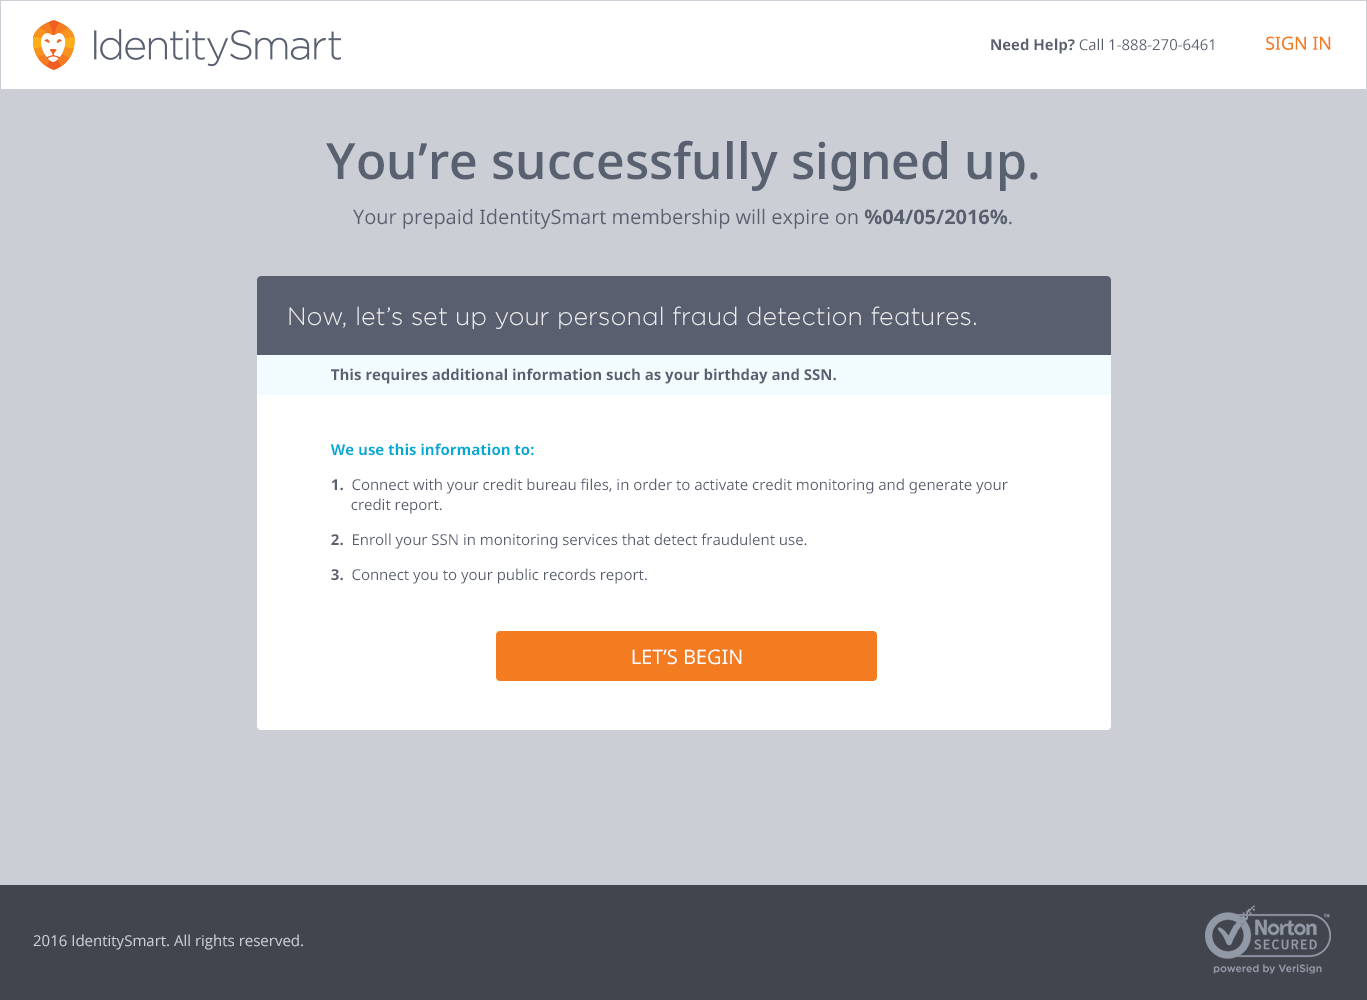 IdentitySmart
Need Help? Call 1-888-270-6461
SIGN IN
You’re successfully signed up.
Your prepaid IdentitySmart membership will expire on %04/05/2016%.
Now, let’s set up your personal fraud detection features.
This requires additional information such as your birthday and SSN.
We use this information to:
1. Connect with your credit bureau files, in order to activate credit monitoring and generate your
credit report.
2. Enroll your SSN in monitoring services that detect fraudulent use.
3. Connect you to your public records report.
LET’S BEGIN
2016 IdentitySmart. All rights reserved.
Norton™
SECURED
powered by VeriSign